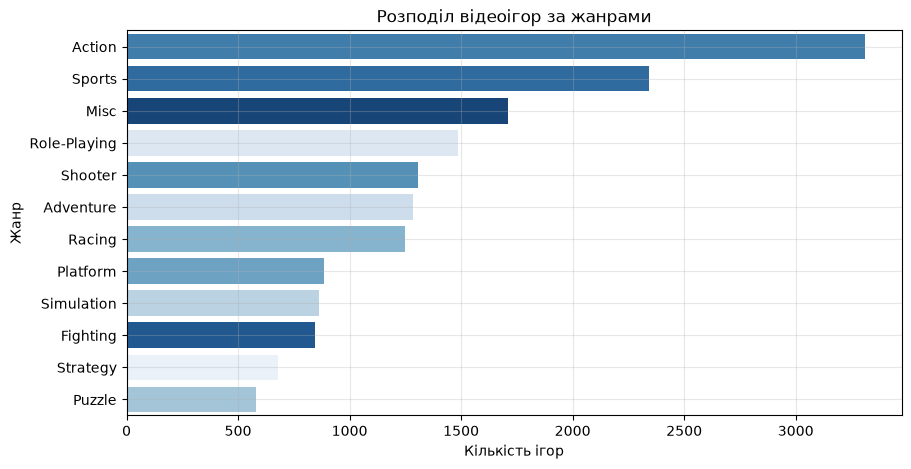 Розподіл відеоігор за жанрами
Action
Sports
Misc
Role-Playing
Shooter
Adventure
Racing
Platform
Simulation
Fighting
Strategy
Puzzle
Жанр
0 500 1000 1500 2000 2500 3000
Кількість ігор